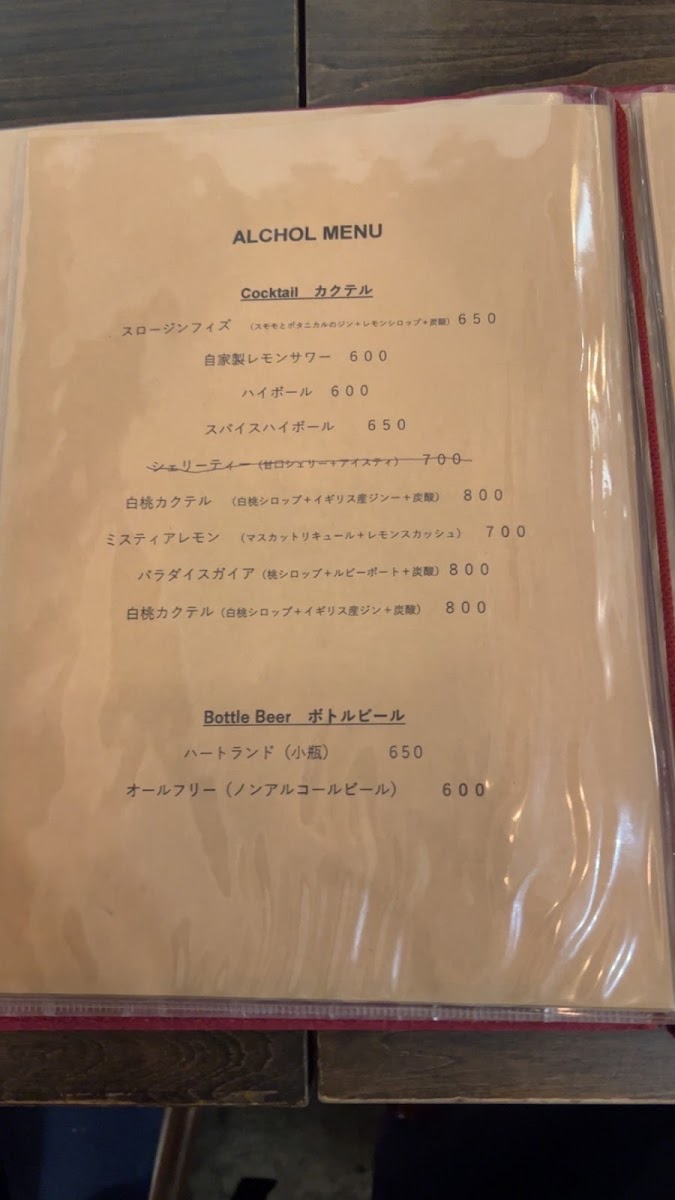 ALCHOL MENU
Cocktail　カクテル
スロージンフィズ　（スモモとボタニカルのジン＋レモンシロップ＋炭酸）６５０
自家製レモンサワー　６００
ハイボール　６００
スパイスハイボール　　６５０
シェリーティー（甘口シェリー＋アイスティ）　７００
白桃カクテル　（白桃シロップ＋イギリス産ジンー＋炭酸）　８００
ミスティアレモン　（マスカットリキュール＋レモンスカッシュ）　７００
パラダイスガイア（桃シロップ＋ルビーポート＋炭酸）８００
白桃カクテル（白桃シロップ＋イギリス産ジン＋炭酸）　８００
Bottle Beer　ボトルビール
ハートランド（小瓶）　　　６５０
オールフリー（ノンアルコールビール）　　６００